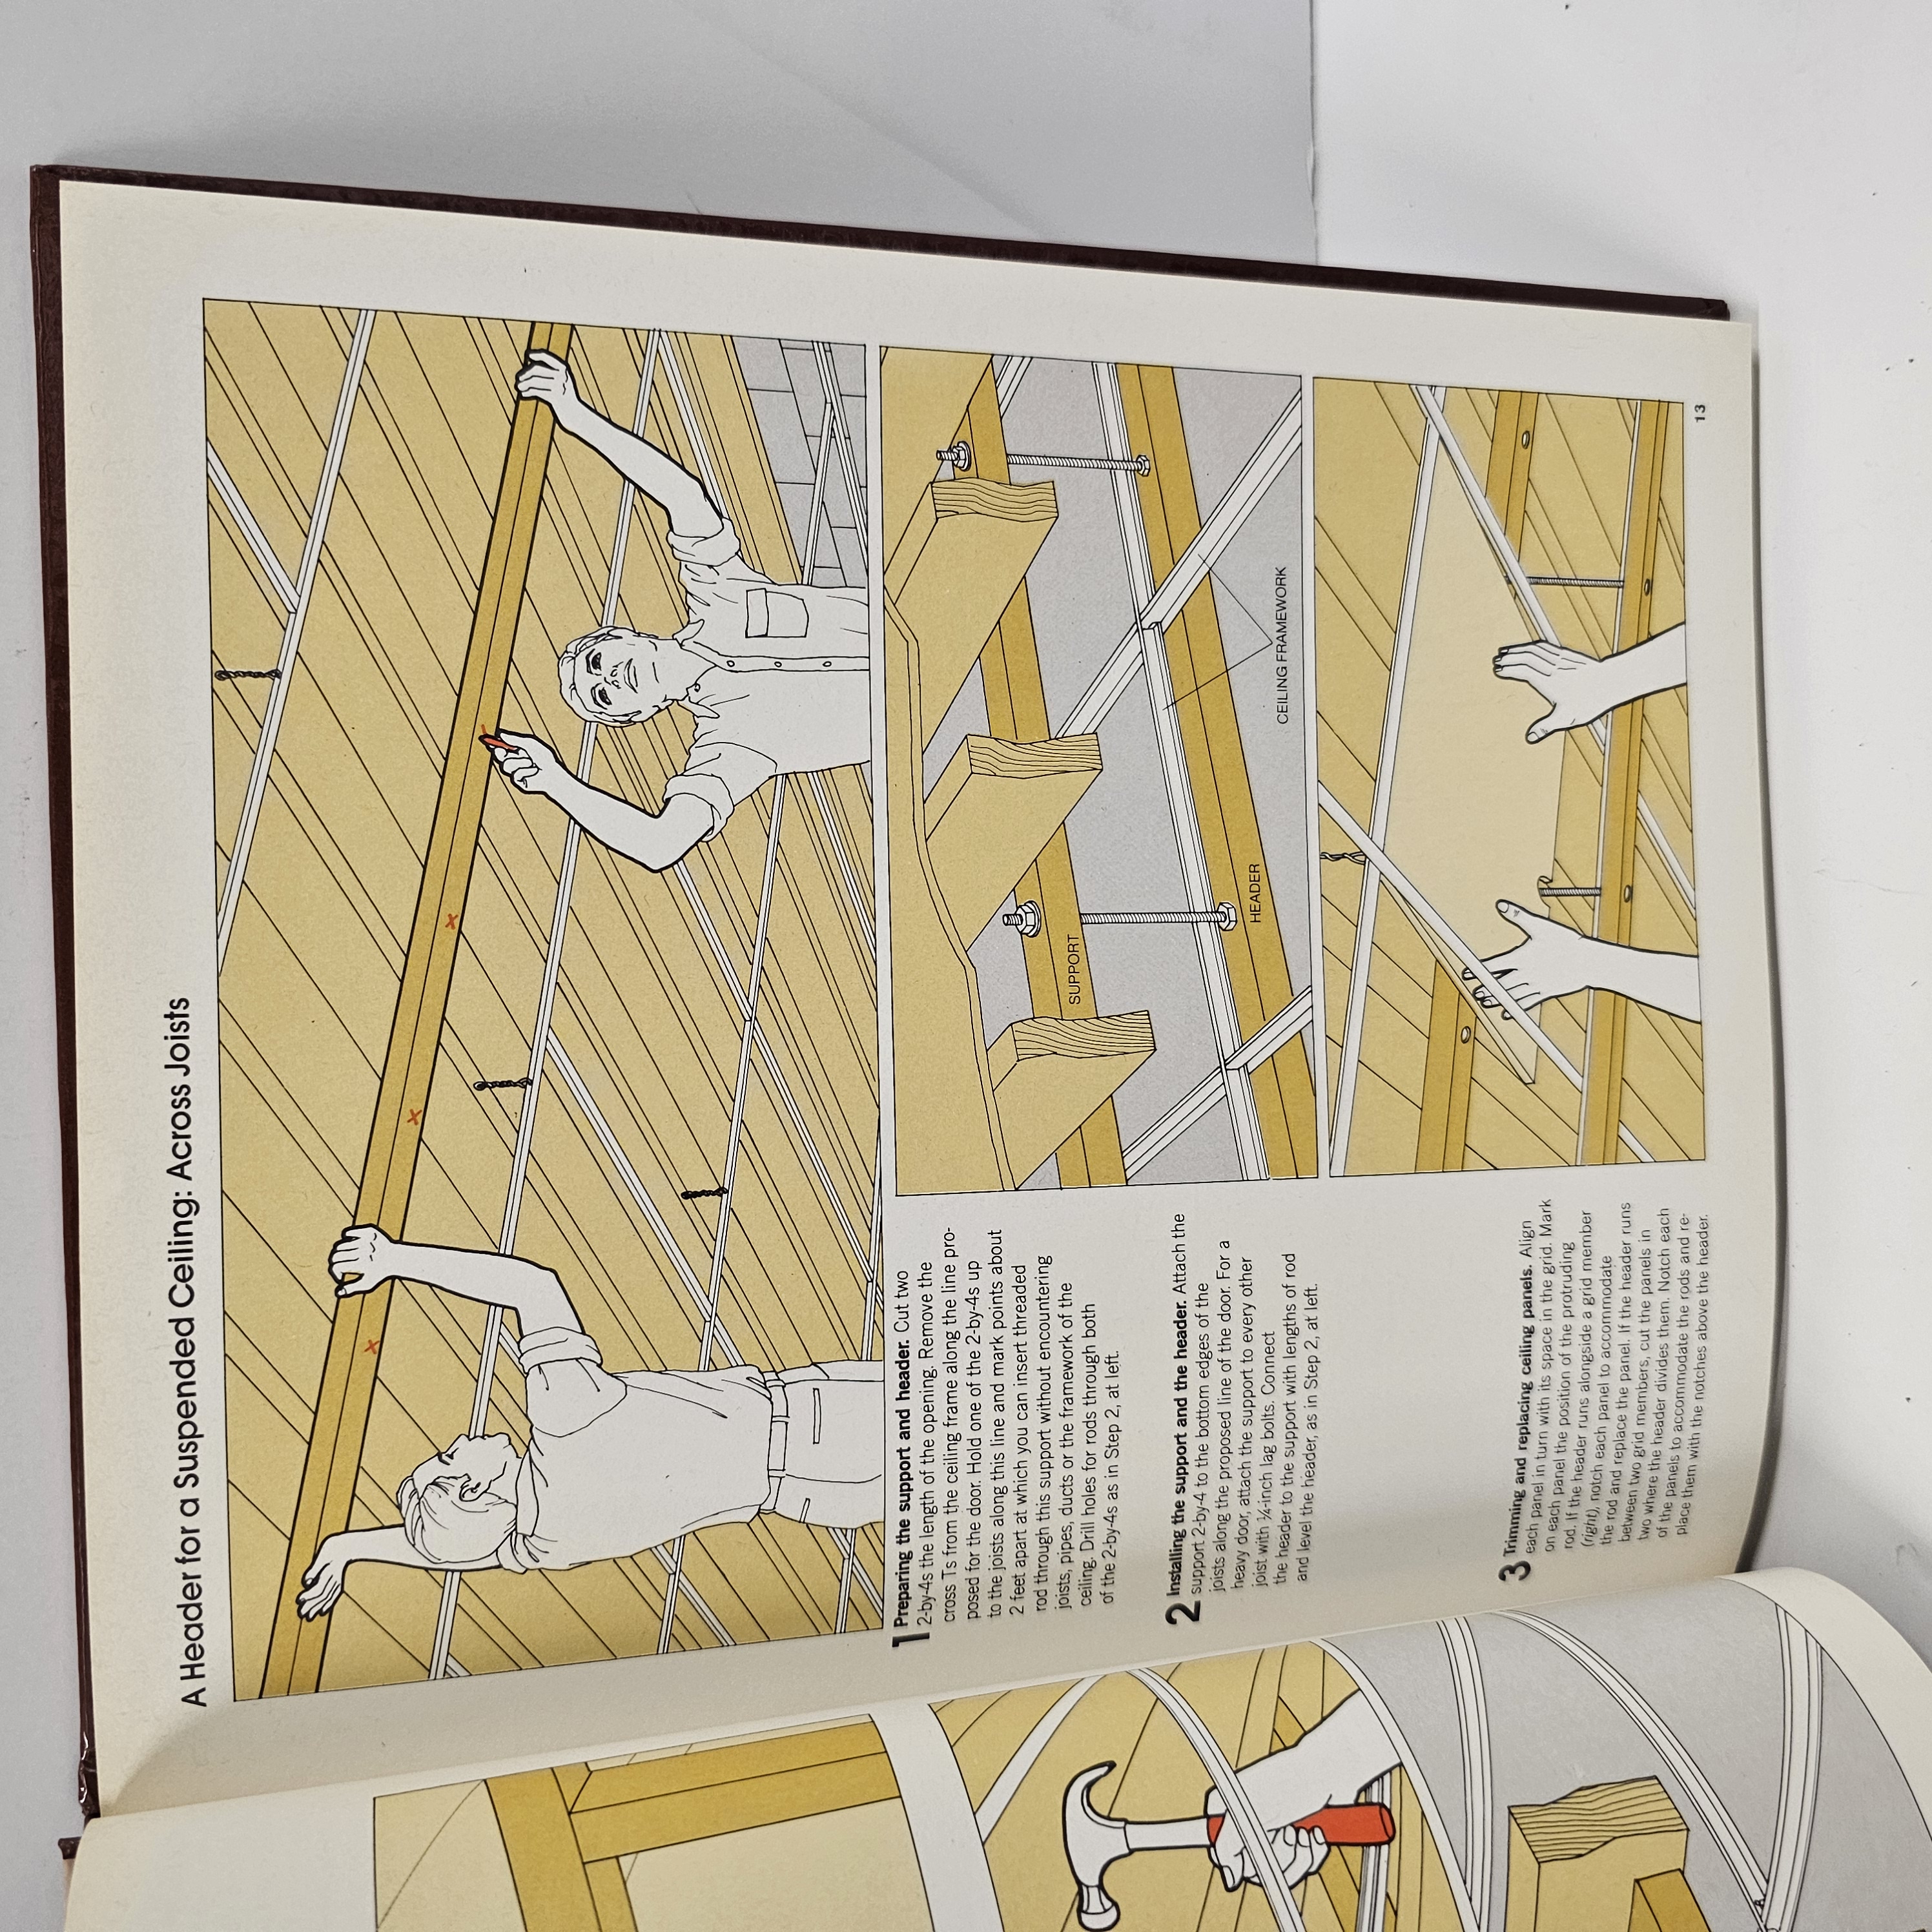 A Header for a Suspended Ceiling: Across Joists
1 Preparing the support and header. Cut two
2-by-4s the length of the opening. Remove the
cross Ts from the ceiling frame along the line pro-
posed for the door. Hold one of the 2-by-4s up
to the joists along this line and mark points about
2 feet apart at which you can insert threaded
rod through this support without encountering
joists, pipes, ducts or the framework of the
ceiling. Drill holes for rods through both
of the 2-by-4s as in Step 2, at left.
2 Installing the support and the header. Attach the
support 2-by-4 to the bottom edges of the
joists along the proposed line of the door. For a
heavy door, attach the support to every other
joist with ¼-inch lag bolts. Connect
the header to the support with lengths of rod
and level the header, as in Step 2, at left.
SUPPORT
HEADER
CEILING FRAMEWORK
3 Trimming and replacing ceiling panels. Align
each panel in turn with its space in the grid. Mark
on each panel the position of the protruding
rod. If the header runs alongside a grid member
(right), notch each panel to accommodate
the rod and replace the panel. If the header runs
between two grid members, cut the panels in
two where the header divides them. Notch each
of the panels to accommodate the rods and re-
place them with the notches above the header.
13